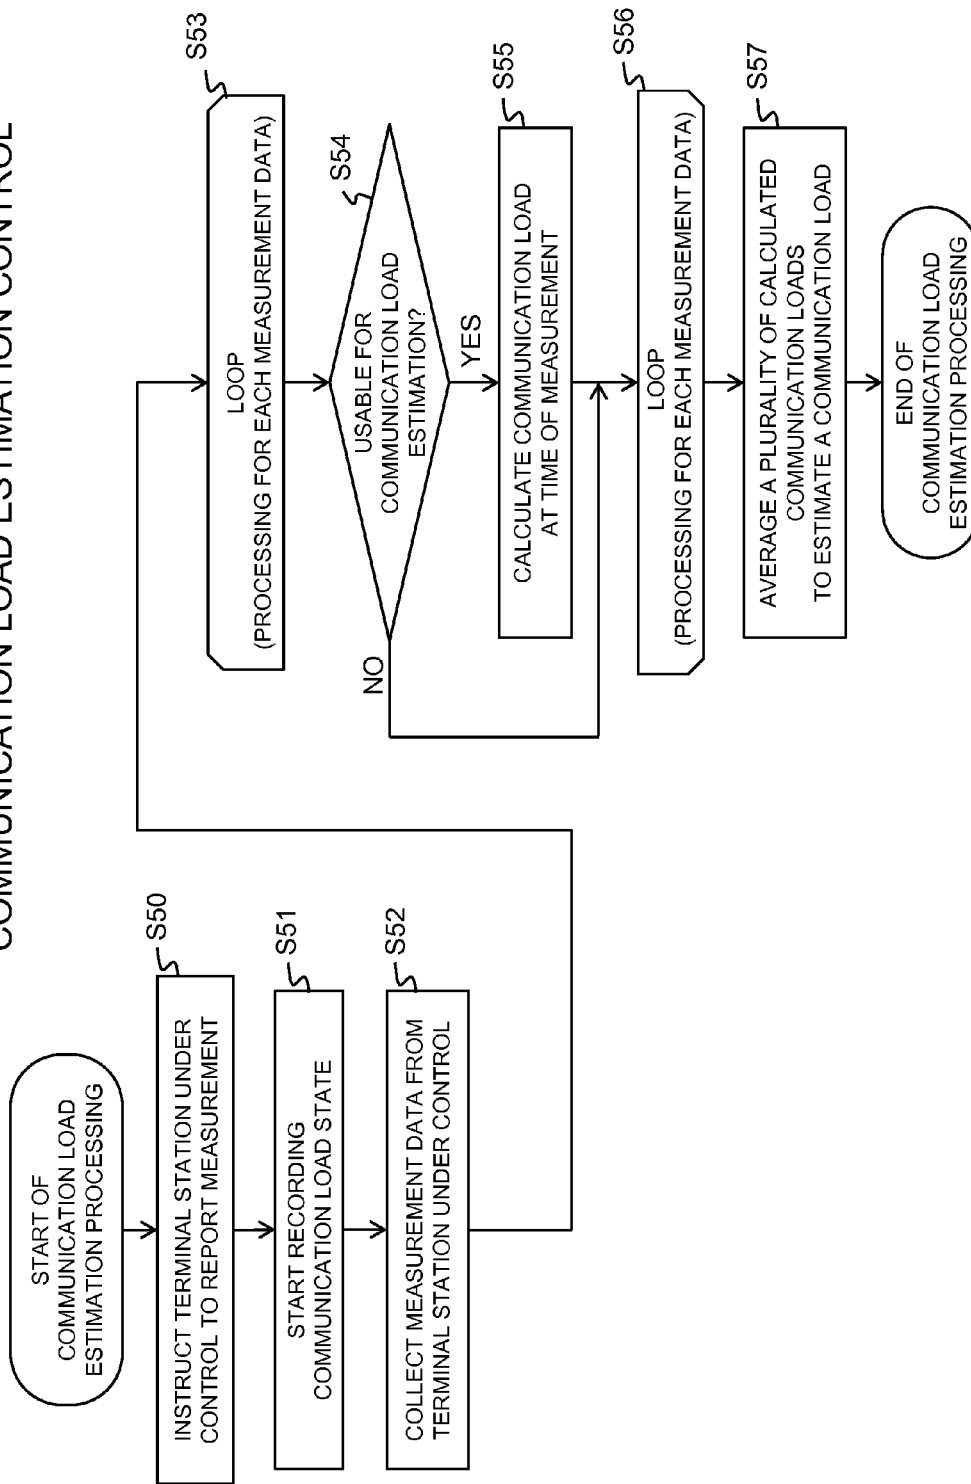 COMMUNICATION LOAD ESTIMATION CONTROL
START OF
COMMUNICATION LOAD
ESTIMATION PROCESSING
S50
INSTRUCT TERMINAL STATION UNDER
CONTROL TO REPORT MEASUREMENT
S51
START RECORDING
COMMUNICATION LOAD STATE
S52
COLLECT MEASUREMENT DATA FROM
TERMINAL STATION UNDER CONTROL
S53
LOOP
(PROCESSING FOR EACH MEASUREMENT DATA)
S54
USABLE FOR
COMMUNICATION LOAD
ESTIMATION?
NO
YES
S55
CALCULATE COMMUNICATION LOAD
AT TIME OF MEASUREMENT
S56
LOOP
(PROCESSING FOR EACH MEASUREMENT DATA)
S57
AVERAGE A PLURALITY OF CALCULATED
COMMUNICATION LOADS
TO ESTIMATE A COMMUNICATION LOAD
END OF
COMMUNICATION LOAD
ESTIMATION PROCESSING